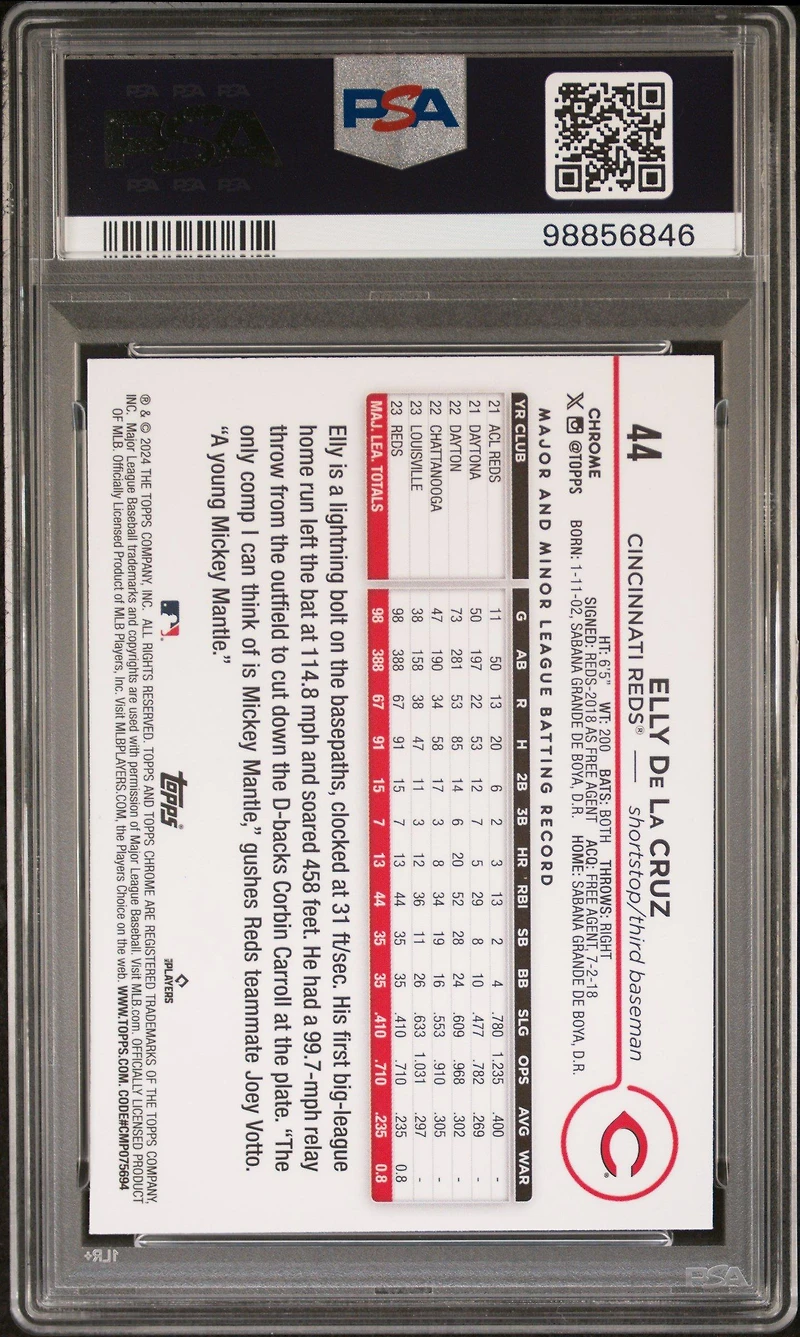 PSA PSA PSA
PSA
PSA PSA PSA
PSA
98856846
44
ELLY DE LA CRUZ
CINCINNATI REDS® — shortstop/third baseman
HT: 6'5" WT: 200 BATS: BOTH THROWS: RIGHT
CHROME
SIGNED: REDS-2018 AS FREE AGENT ACQ: FREE AGENT, 7-2-18
X @TOPPS
BORN: 1-11-02, SABANA GRANDE DE BOYA, D.R. HOME: SABANA GRANDE DE BOYA, D.R.
MAJOR AND MINOR LEAGUE BATTING RECORD
YR CLUB G AB R H 2B 3B HR RBI SB BB SLG OPS AVG WAR
21 ACL REDS 11 50 13 20 6 2 3 13 2 4 .780 1.235 .400 -
21 DAYTONA 50 197 22 53 12 7 5 29 8 10 .477 .782 .269 -
22 DAYTON 73 281 53 85 14 6 20 52 28 24 .609 .968 .302 -
22 CHATTANOOGA 47 190 34 58 17 3 8 34 19 16 .553 .910 .305 -
23 LOUISVILLE 38 158 38 47 11 3 12 36 11 26 .633 1.031 .297 -
23 REDS 98 388 67 91 15 7 13 44 35 35 .410 .710 .235 0.8
MAJ. LEA. TOTALS 98 388 67 91 15 7 13 44 35 35 .410 .710 .235 0.8
Elly is a lightning bolt on the basepaths, clocked at 31 ft/sec. His first big-league
home run left the bat at 114.8 mph and soared 458 feet. He had a 99.7-mph relay
throw from the outfield to cut down the D-backs Corbin Carroll at the plate. “The
only comp I can think of is Mickey Mantle,” gushes Reds teammate Joey Votto.
“A young Mickey Mantle.”
topps
PLAYERS
® & © 2024 THE TOPPS COMPANY, INC. ALL RIGHTS RESERVED. TOPPS AND TOPPS CHROME ARE REGISTERED TRADEMARKS OF THE TOPPS COMPANY,
INC. Major League Baseball trademarks and copyrights are used with permission of Major League Baseball. Visit MLB.com. OFFICIALLY LICENSED PRODUCT
OF MLB. Officially Licensed Product of MLB Players, Inc. Visit MLBPLAYERS.COM, the Players Choice on the web. WWW.TOPPS.COM. CODE#CMP075694
1LR+
PSA